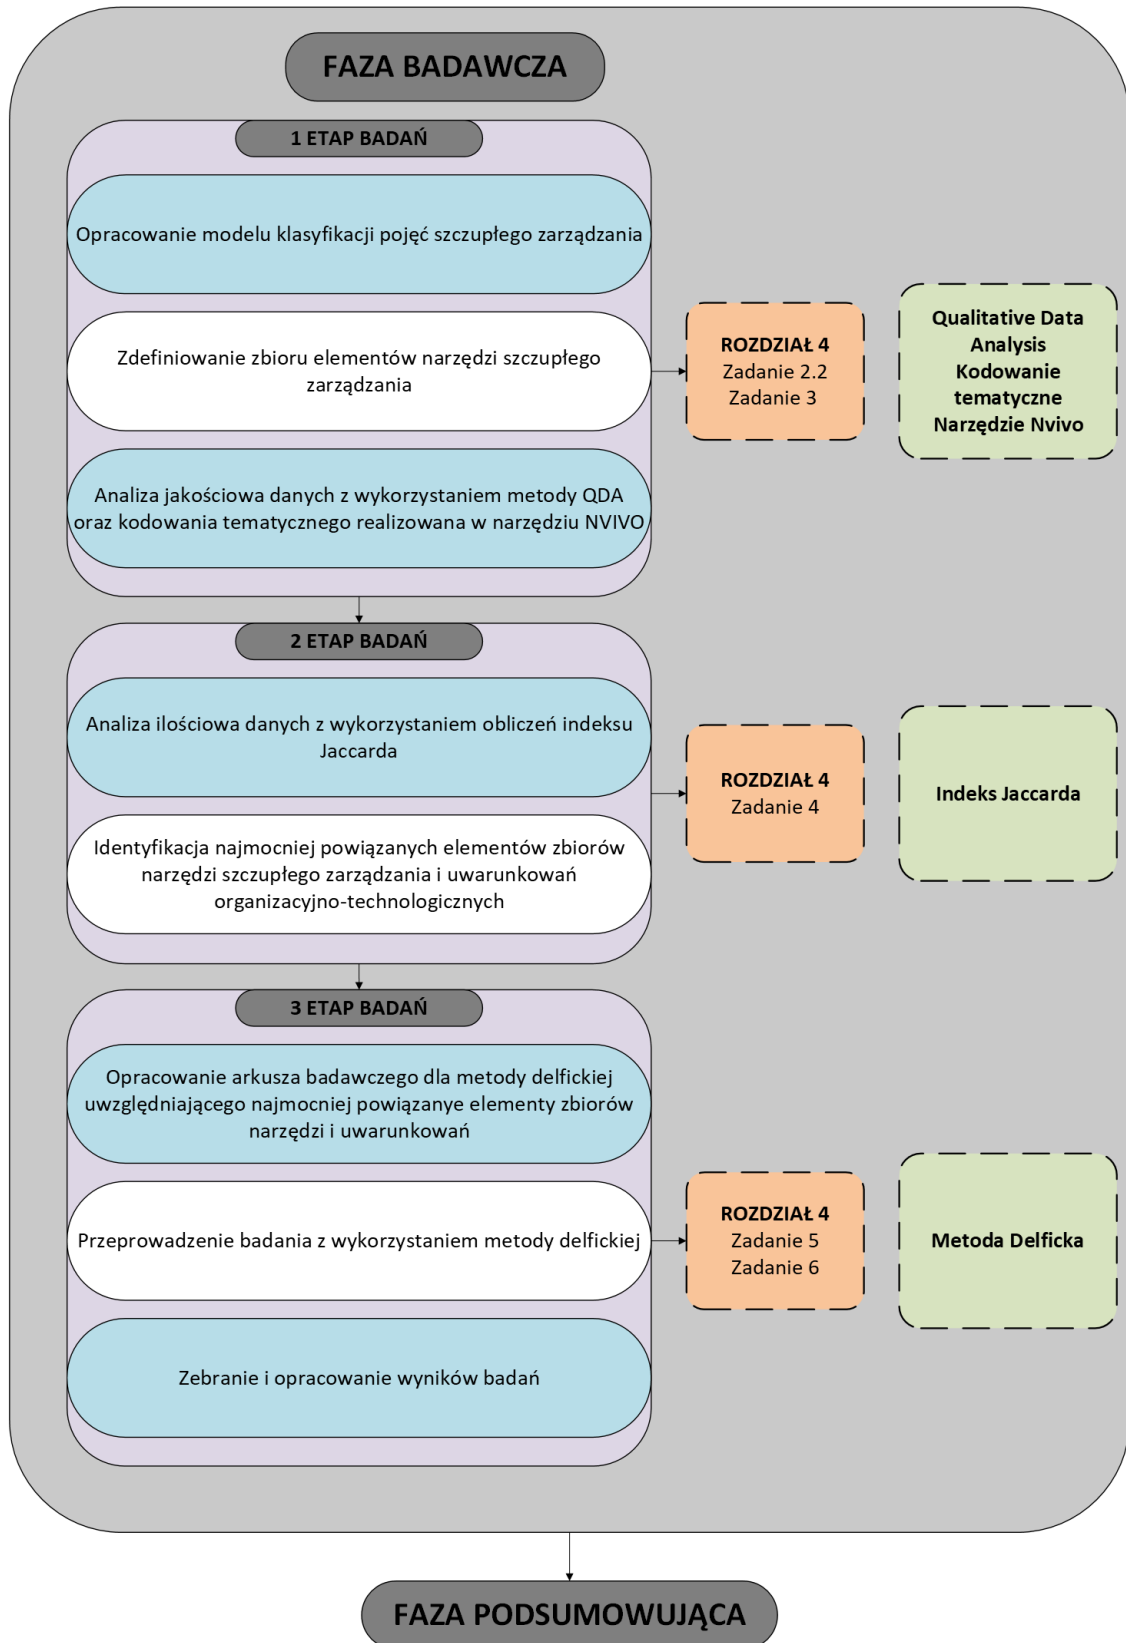 FAZA BADAWCZA
1 ETAP BADAŃ
Opracowanie modelu klasyfikacji pojęć szczupłego zarządzania
Zdefiniowanie zbioru elementów narzędzi szczupłego
zarządzania
Analiza jakościowa danych z wykorzystaniem metody QDA
oraz kodowania tematycznego realizowana w narzędziu NVIVO
ROZDZIAŁ 4
Zadanie 2.2
Zadanie 3
Qualitative Data
Analysis
Kodowanie
tematyczne
Narzędzie Nvivo
2 ETAP BADAŃ
Analiza ilościowa danych z wykorzystaniem obliczeń indeksu
Jaccarda
Identyfikacja najmocniej powiązanych elementów zbiorów
narzędzi szczupłego zarządzania i uwarunkowań
organizacyjno-technologicznych
ROZDZIAŁ 4
Zadanie 4
Indeks Jaccarda
3 ETAP BADAŃ
Opracowanie arkusza badawczego dla metody delfickiej
uwzględniającego najmocniej powiązanye elementy zbiorów
narzędzi i uwarunkowań
Przeprowadzenie badania z wykorzystaniem metody delfickiej
Zebranie i opracowanie wyników badań
ROZDZIAŁ 4
Zadanie 5
Zadanie 6
Metoda Delficka
FAZA PODSUMOWUJĄCA